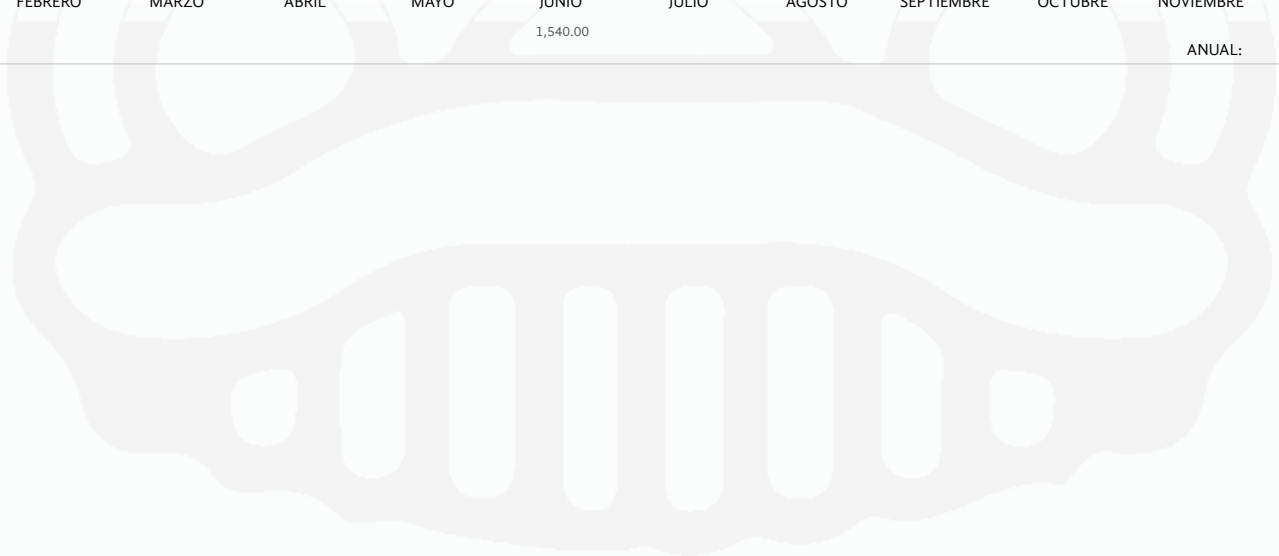 FEBRERO MARZO ABRIL MAYO JUNIO JULIO AGOSTO SEPTIEMBRE OCTUBRE NOVIEMBRE
1,540.00
ANUAL: